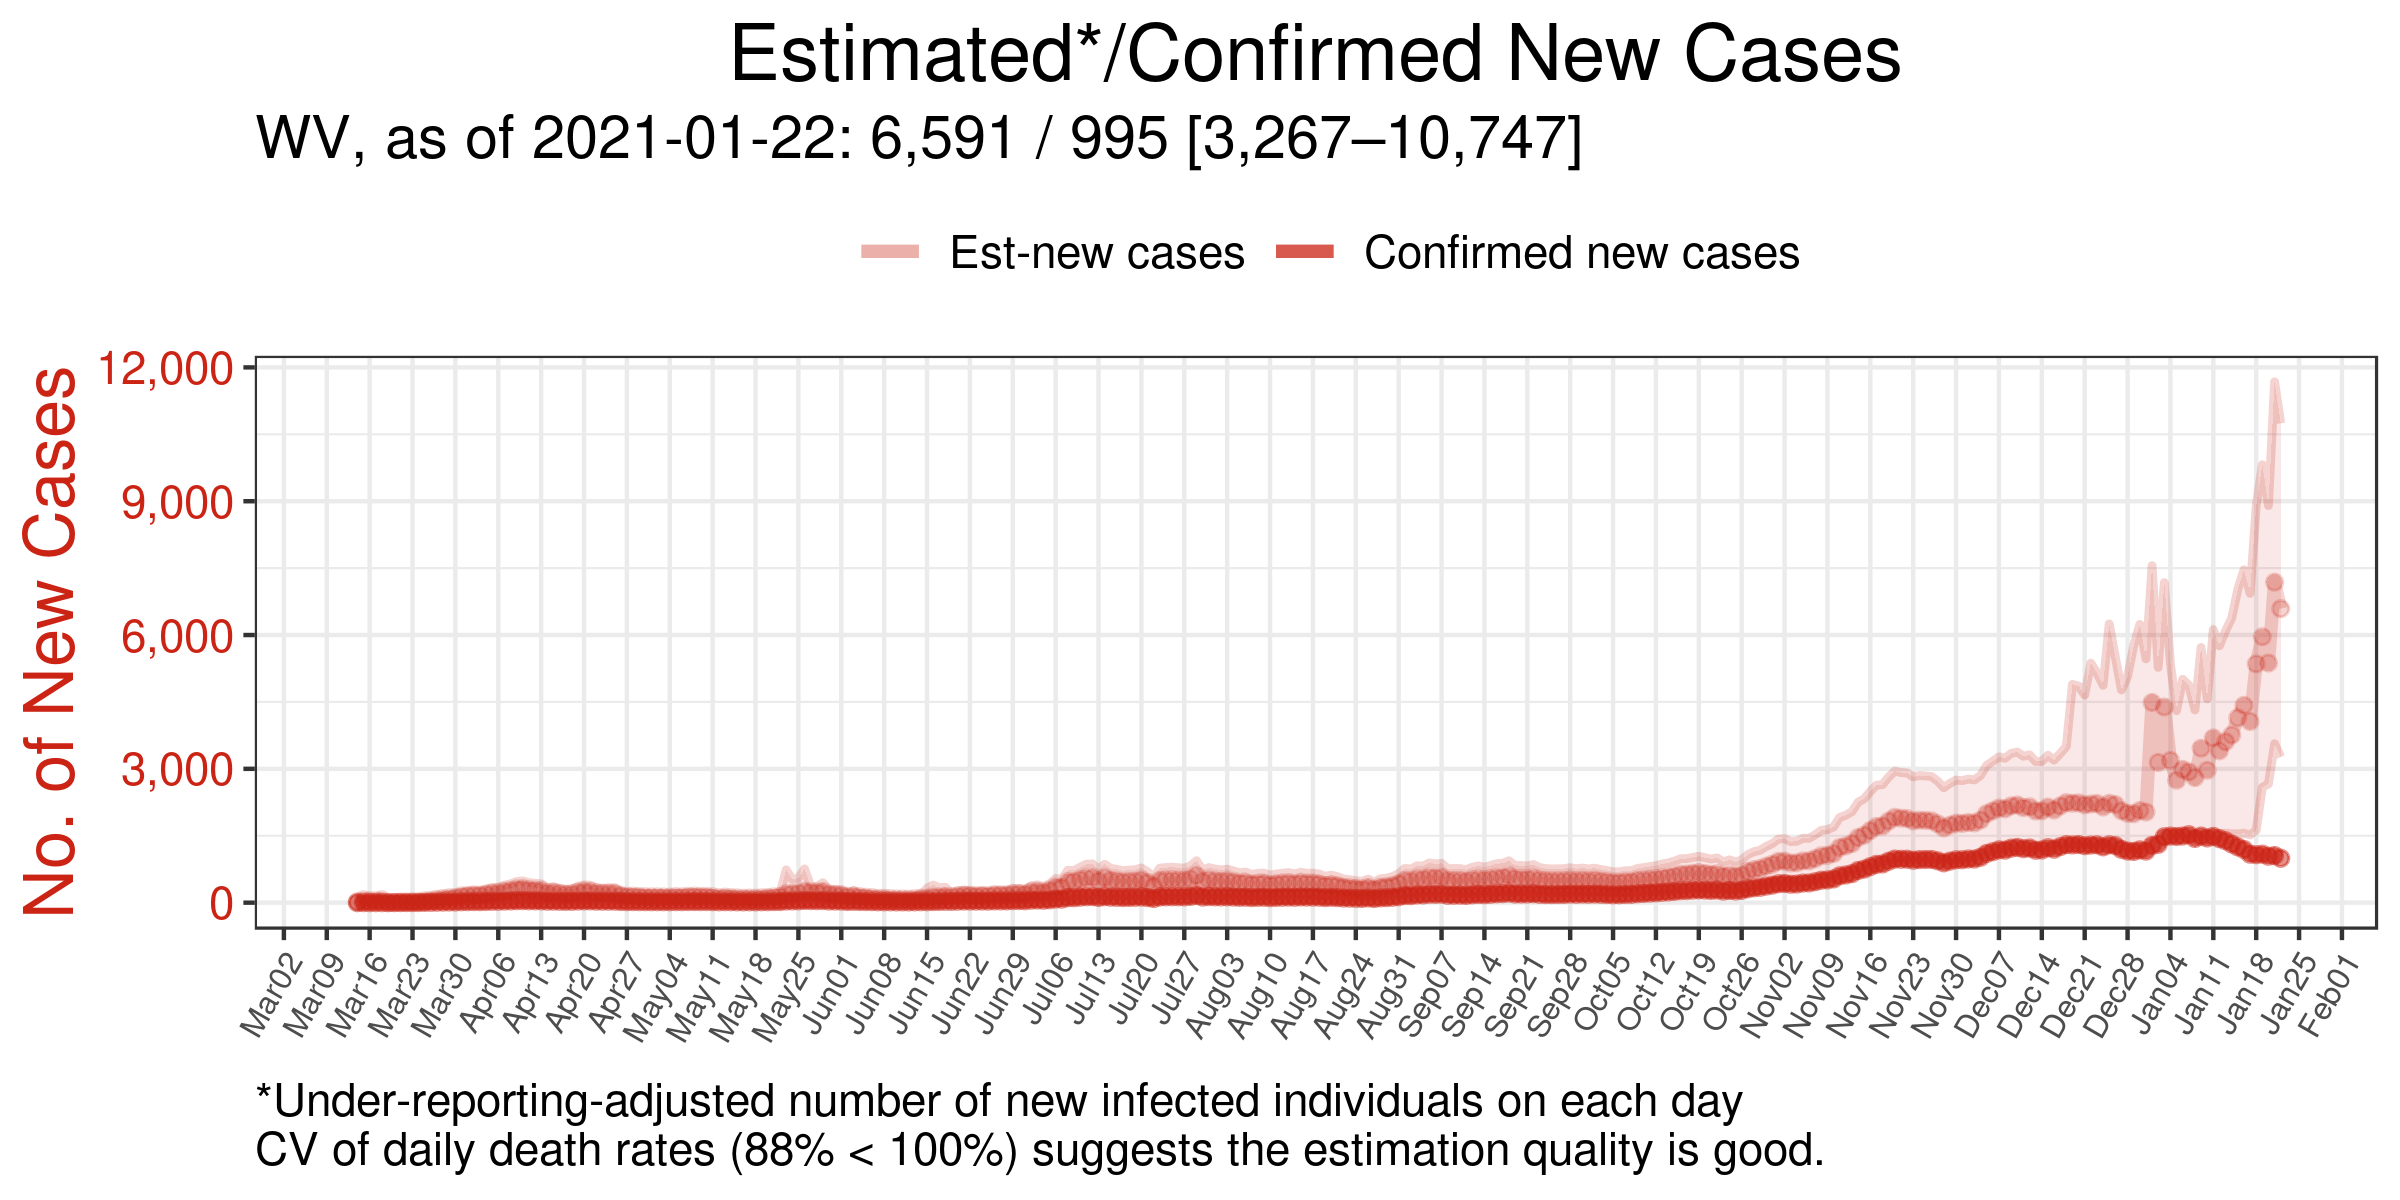 Estimated*/Confirmed New Cases
WV, as of 2021-01-22: 6,591 / 995 [3,267–10,747]
Est-new cases Confirmed new cases
No. of New Cases
12,000
9,000
6,000
3,000
0
Mar02 Mar09 Mar16 Mar23 Mar30 Apr06 Apr13 Apr20 Apr27 May04 May11 May18 May25 Jun01 Jun08 Jun15 Jun22 Jun29 Jul06 Jul13 Jul20 Jul27 Aug03 Aug10 Aug17 Aug24 Aug31 Sep07 Sep14 Sep21 Sep28 Oct05 Oct12 Oct19 Oct26 Nov02 Nov09 Nov16 Nov23 Nov30 Dec07 Dec14 Dec21 Dec28 Jan04 Jan11 Jan18 Jan25 Feb01
*Under-reporting-adjusted number of new infected individuals on each day
CV of daily death rates (88% < 100%) suggests the estimation quality is good.